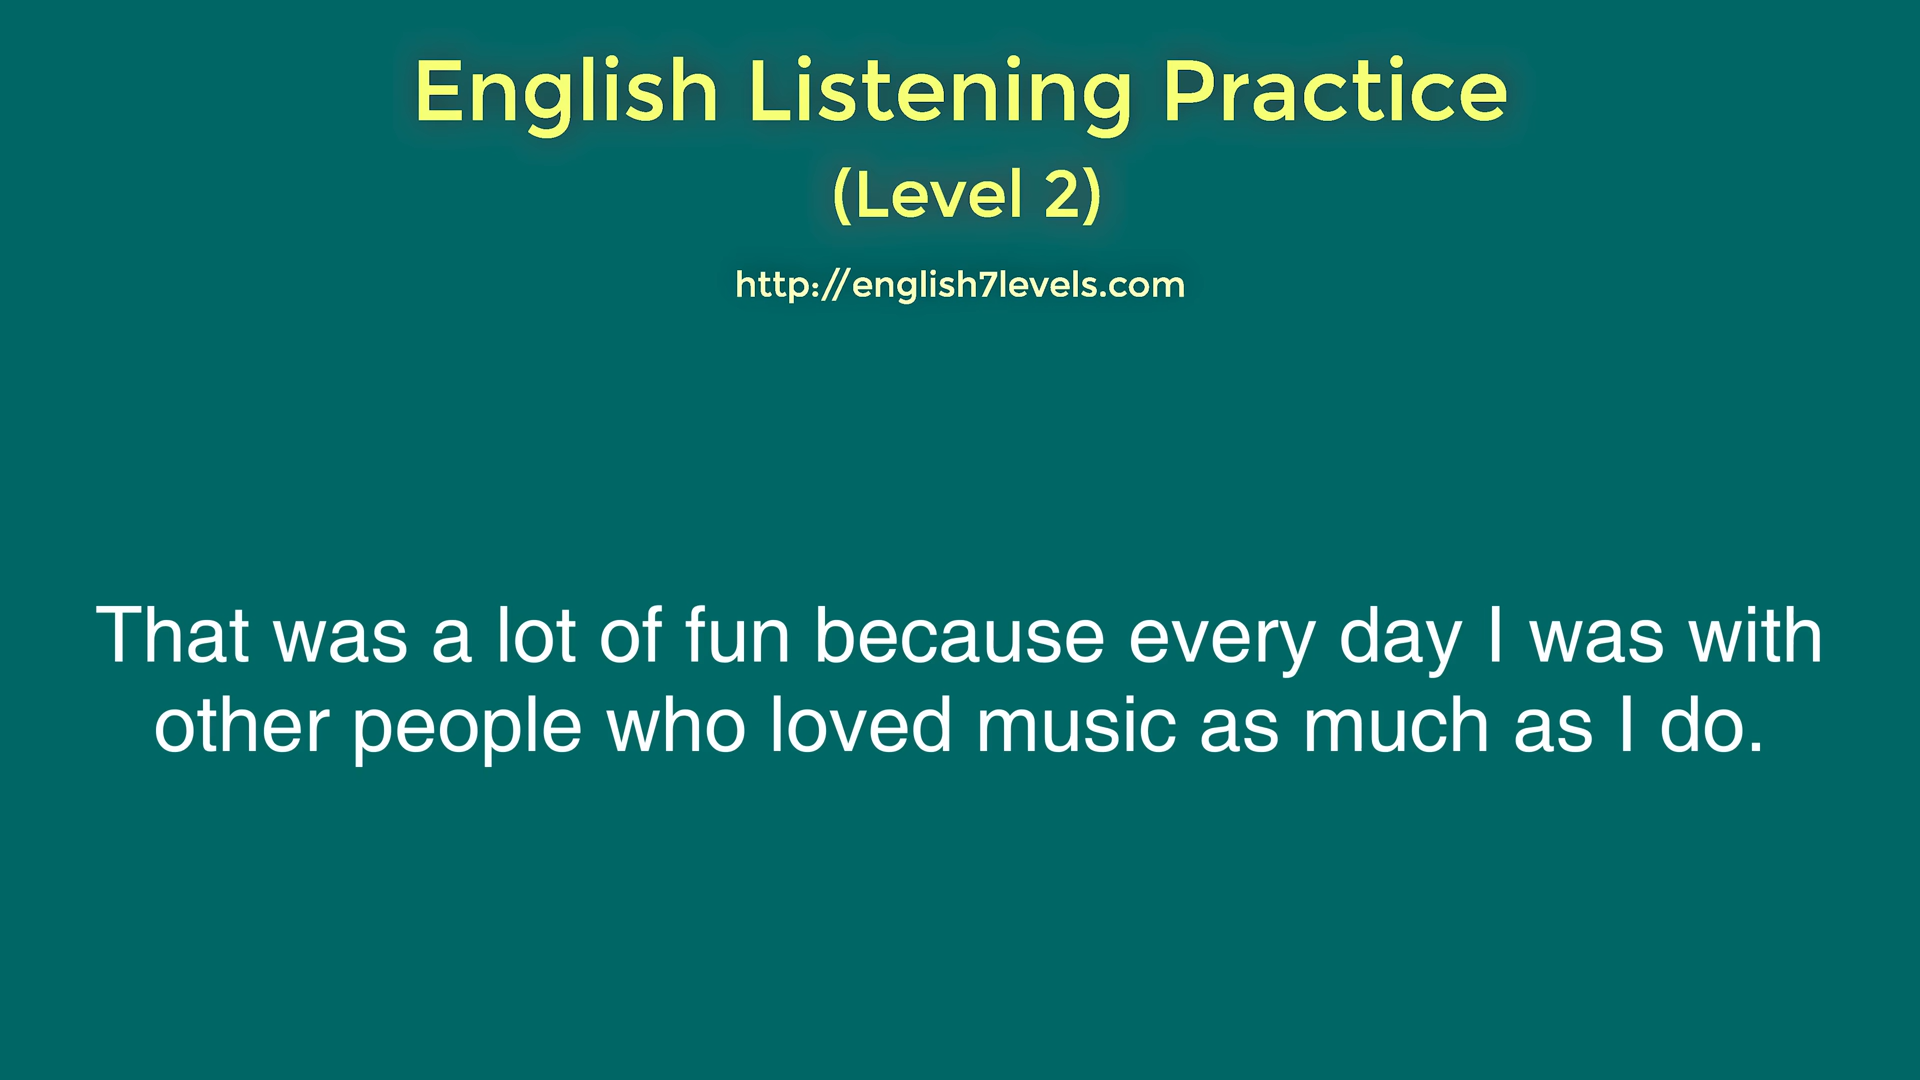 English Listening Practice
(Level 2)
http://english7levels.com
That was a lot of fun because every day I was with
other people who loved music as much as I do.